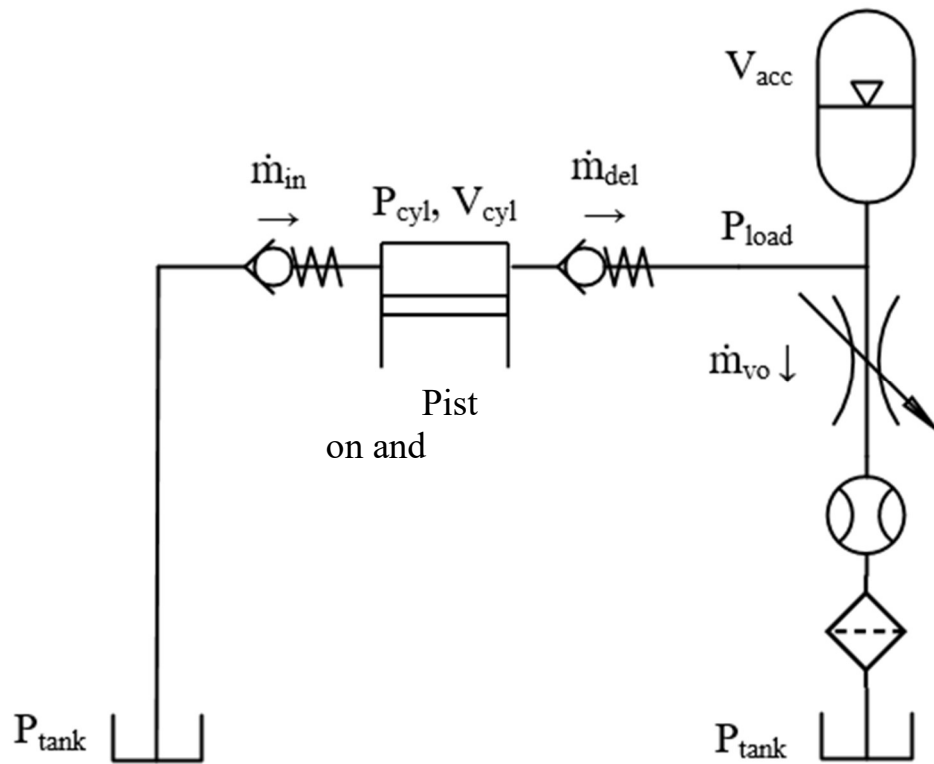 V_acc
ṁ_in
→
P_cyl, V_cyl
ṁ_del
→
P_load
ṁ_vo ↓
Pist
on and
P_tank
P_tank